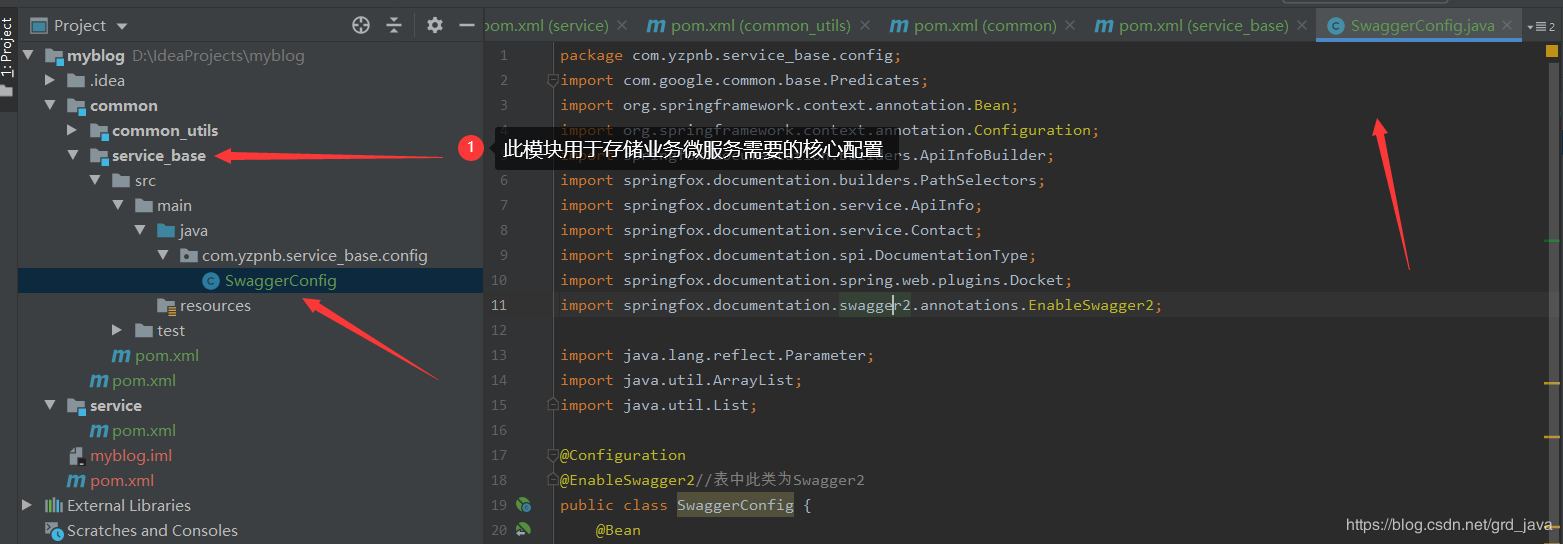 1: Project
Project
myblog D:\IdeaProjects\myblog
.idea
common
common_utils
service_base
src
main
java
com.yzpnb.service_base.config
SwaggerConfig
resources
test
pom.xml
pom.xml
service
pom.xml
myblog.iml
pom.xml
External Libraries
Scratches and Consoles
pom.xml (service)
pom.xml (common_utils)
pom.xml (common)
pom.xml (service_base)
SwaggerConfig.java
2
1 package com.yzpnb.service_base.config;
2 import com.google.common.base.Predicates;
3 import org.springframework.context.annotation.Bean;
4 import org.springframework.context.annotation.Configuration;
1 此模块用于存储业务微服务需要的核心配置
ers.ApiInfoBuilder;
6 import springfox.documentation.builders.PathSelectors;
7 import springfox.documentation.service.ApiInfo;
8 import springfox.documentation.service.Contact;
9 import springfox.documentation.spi.DocumentationType;
10 import springfox.documentation.spring.web.plugins.Docket;
11 import springfox.documentation.swagger2.annotations.EnableSwagger2;
12
13 import java.lang.reflect.Parameter;
14 import java.util.ArrayList;
15 import java.util.List;
16
17 @Configuration
18 @EnableSwagger2//表中此类为Swagger2
19 public class SwaggerConfig {
20 @Bean
https://blog.csdn.net/grd_java